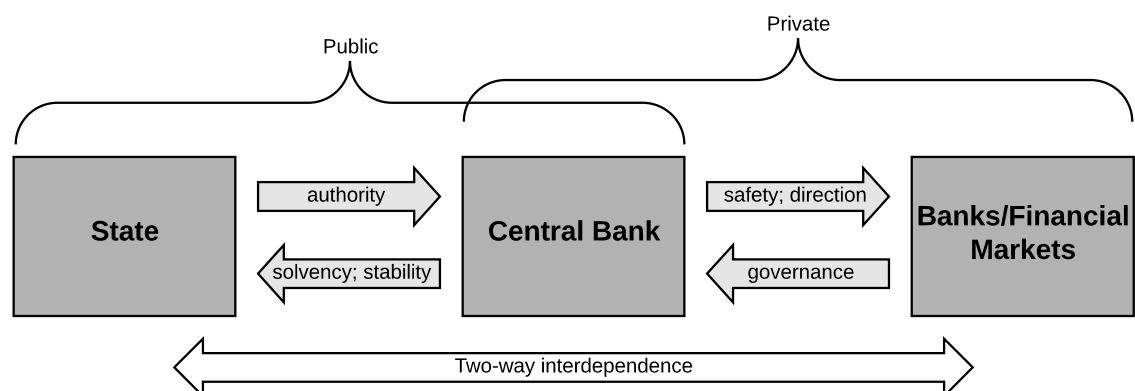 Private
Public
State
authority
solvency; stability
Central Bank
safety; direction
governance
Banks/Financial
Markets
Two-way interdependence